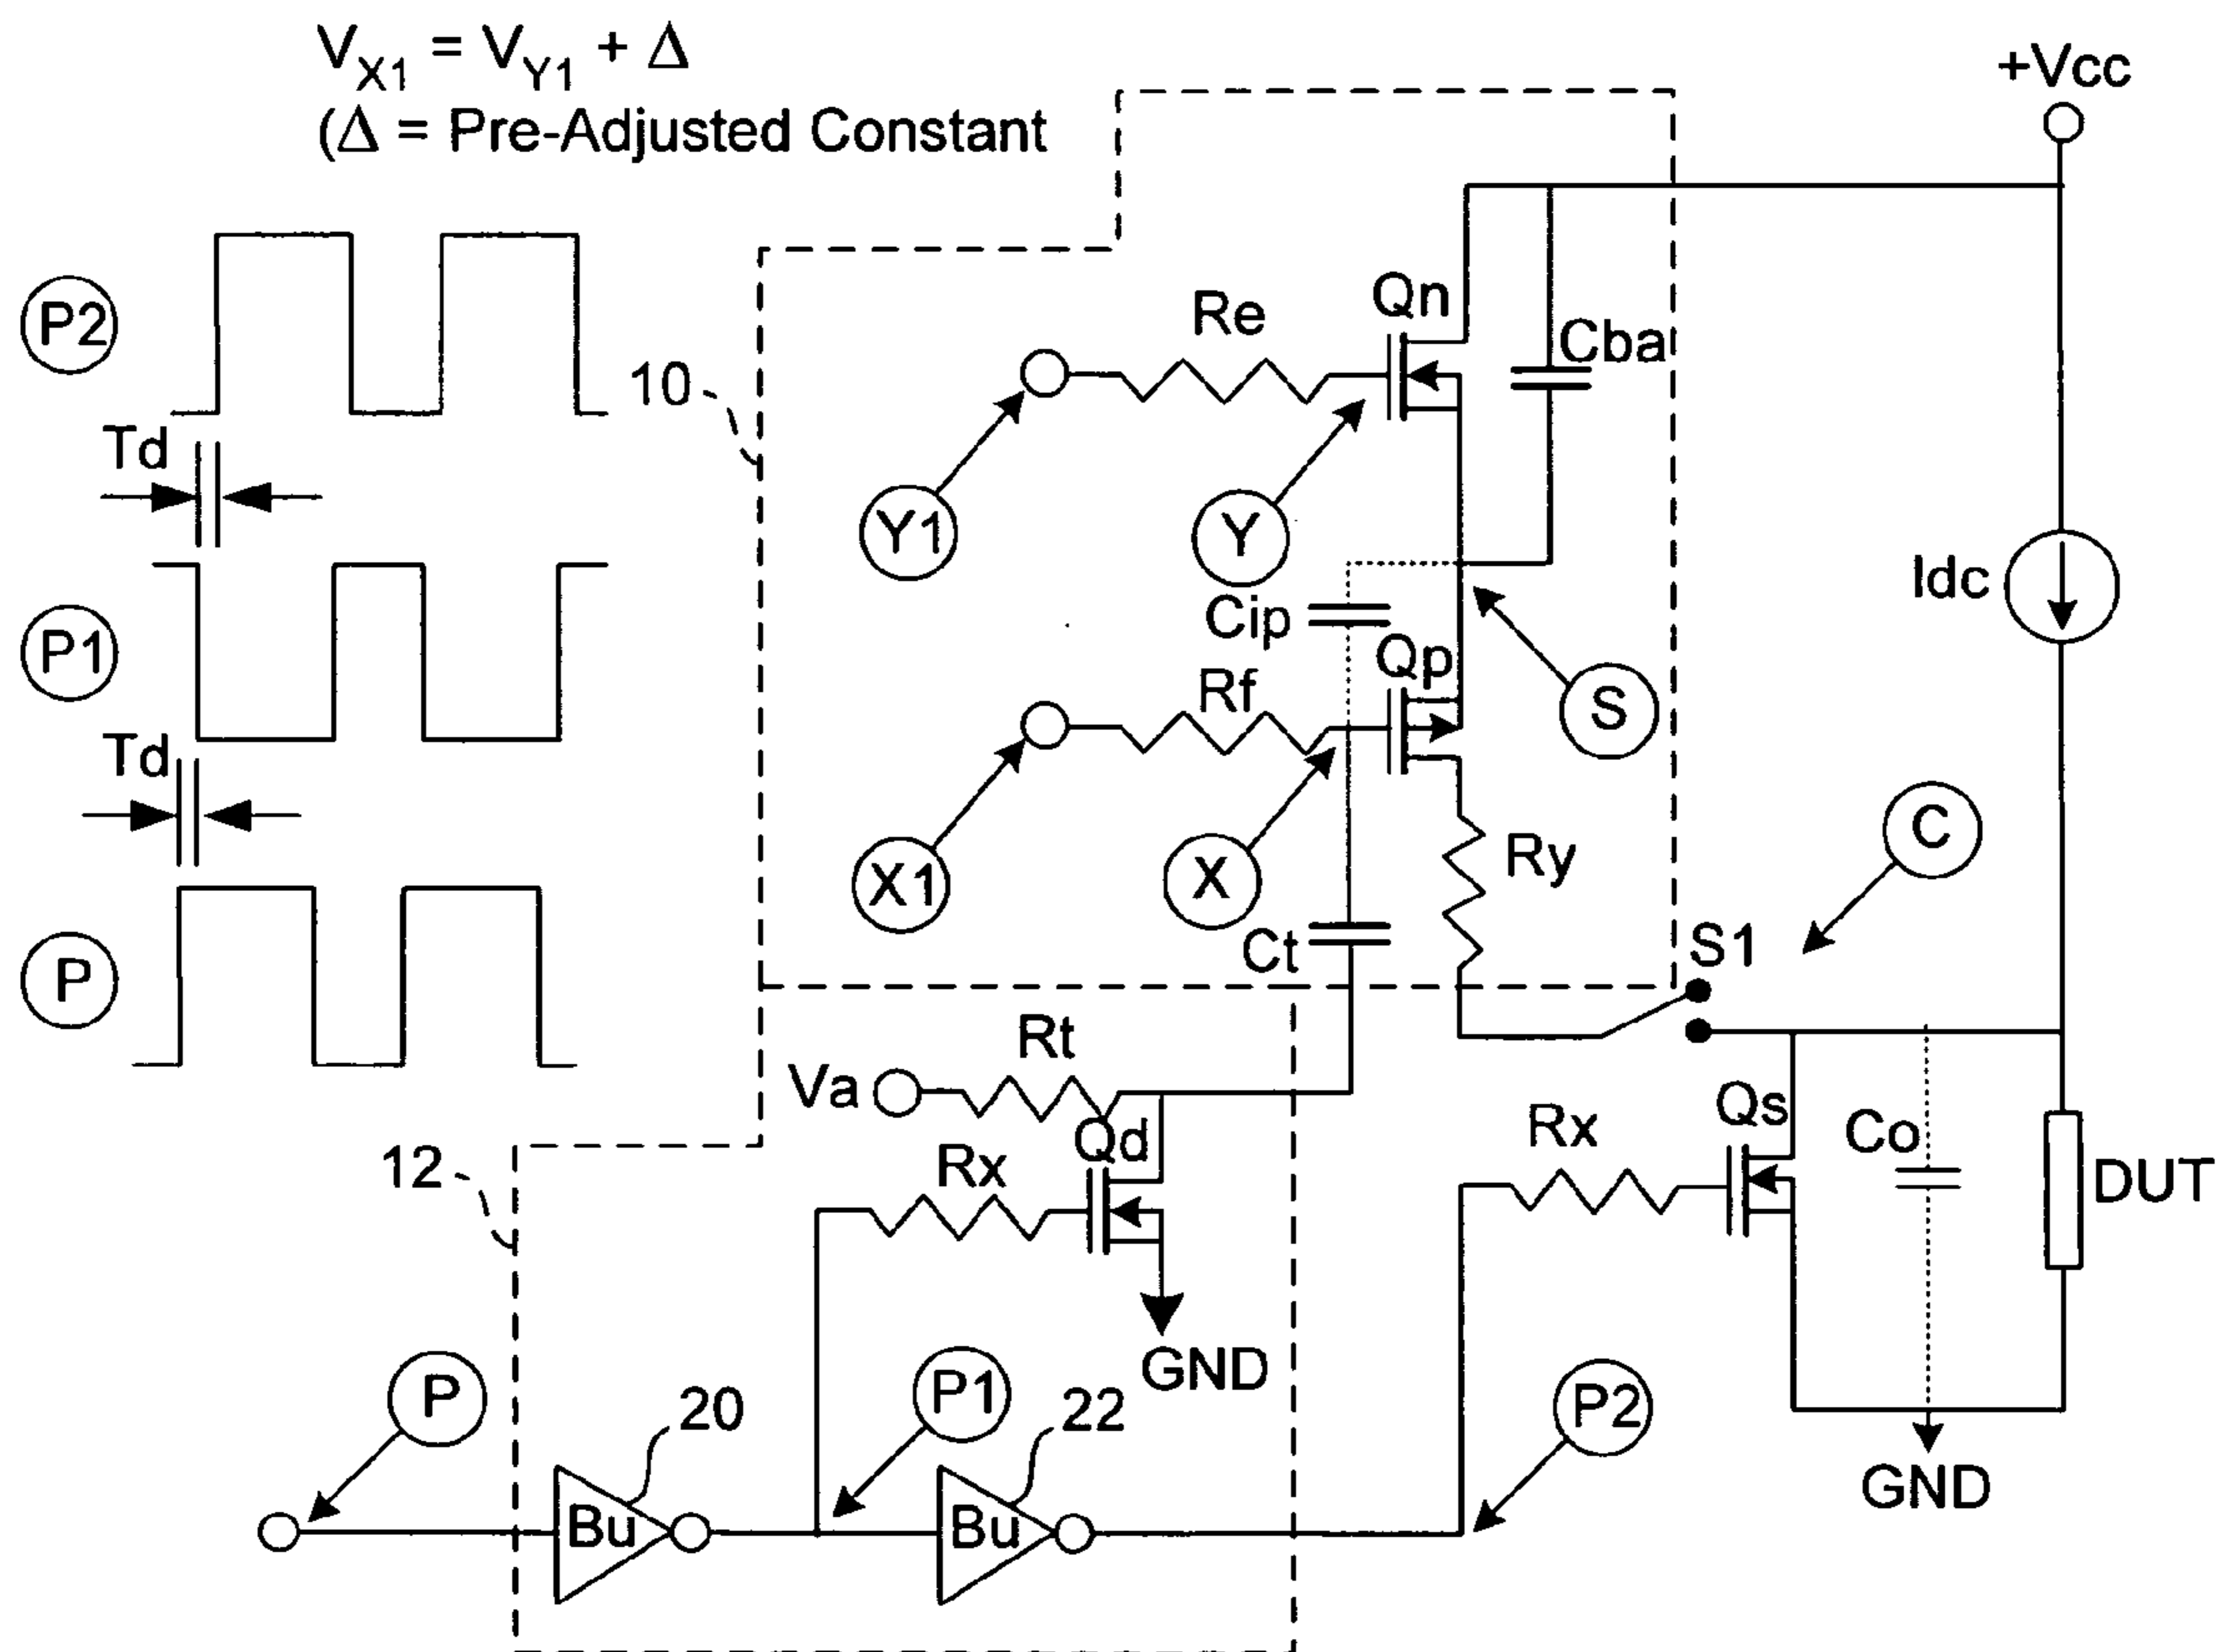 V_X1 = V_Y1 + Δ
(Δ = Pre-Adjusted Constant
+Vcc
P2
Td
P1
Td
P
10
Re
Qn
Cba
Y1
Y
Cip
Qp
Rf
S
Idc
X1
X
Ry
C
Ct
S1
Va
Rt
Qd
Rx
GND
12
Rx
Qs
Co
DUT
GND
P
20
Bu
P1
22
Bu
P2